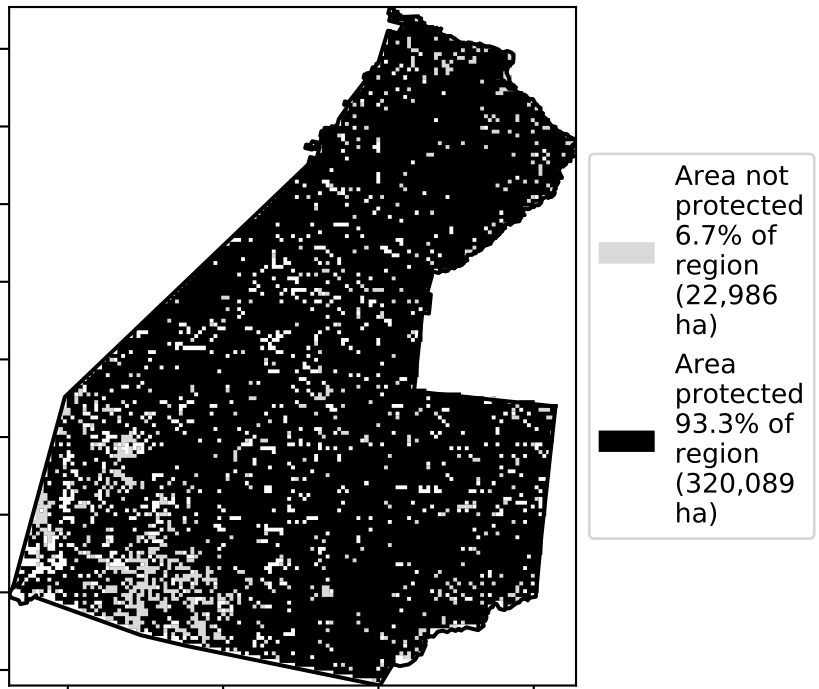 Area not
protected
6.7% of
region
(22,986
ha)
Area
protected
93.3% of
region
(320,089
ha)